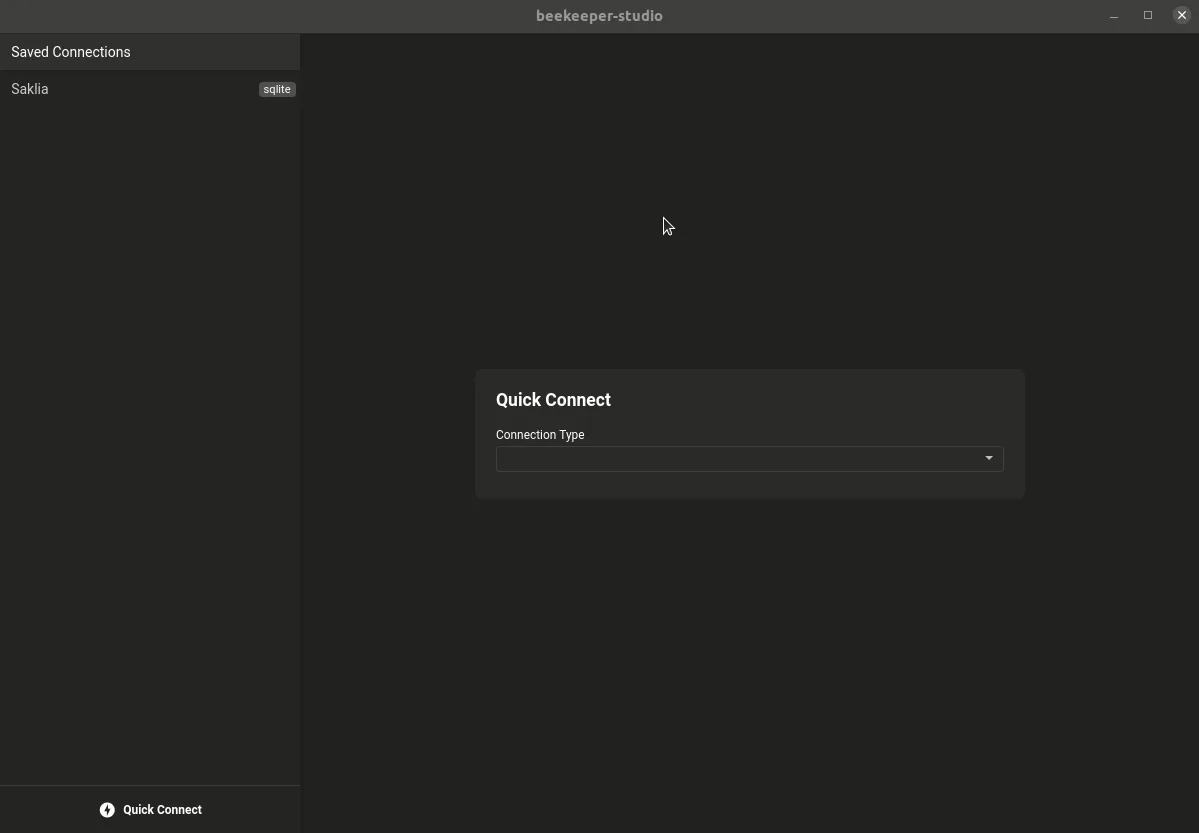 beekeeper-studio
Saved Connections
Saklia
sqlite
Quick Connect
Connection Type
Quick Connect